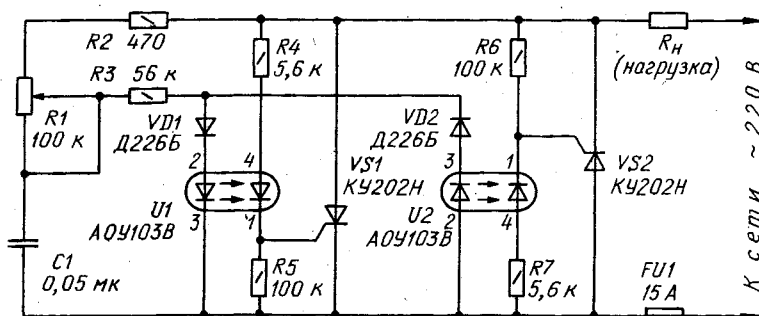 R2 470
R4
5,6 к
R6
100 к
Rн
(нагрузка)
R3 56 к
R1
100 к
VD1
Д226Б
VD2
Д226Б
2
4
3
1
VS1
КУ202Н
VS2
КУ202Н
U1
АОУ103В
3
1
U2
АОУ103В
2
4
C1
0,05 мк
R5
100 к
R7
5,6 к
FU1
15 А
К сети ~220 В